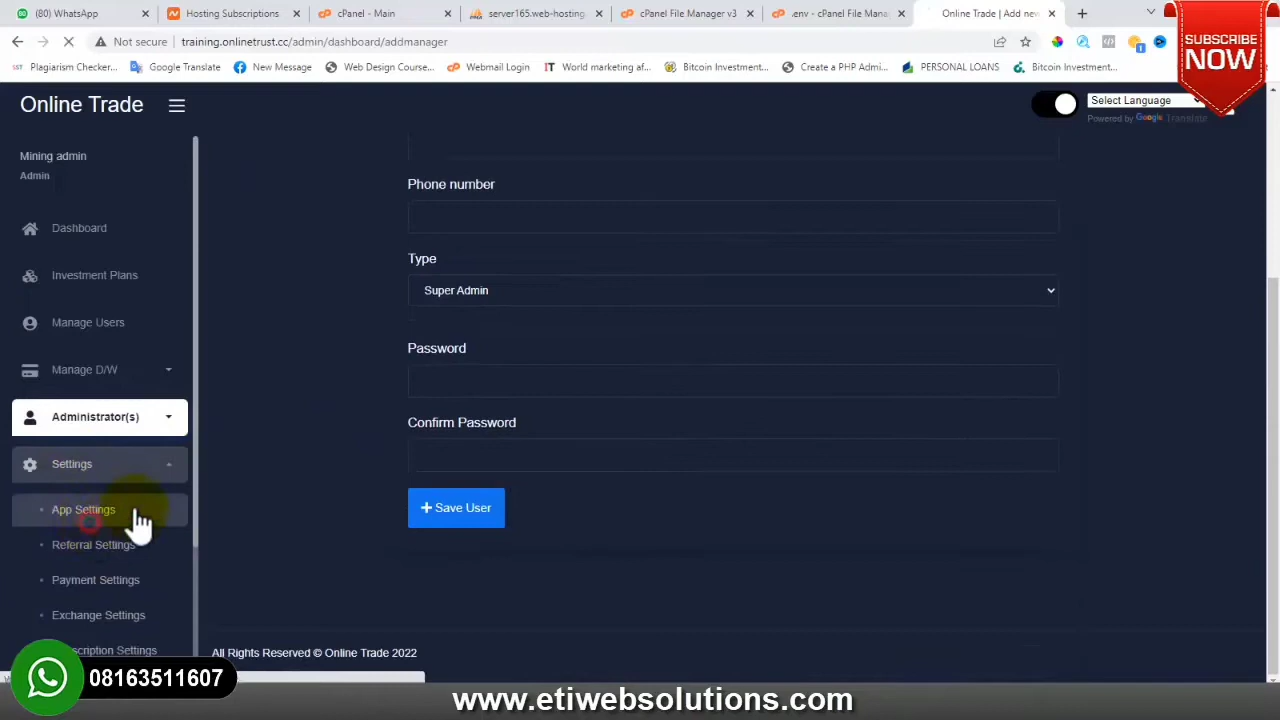 (80) WhatsApp
Hosting Subscriptions
cPanel - Main
server165.web-hosting
cPanel File Manager v3
.env - cPanel File Mana
Online Trade | Add new
Not secure | training.onlinetrust.cc/admin/dashboard/addmanager
Plagiarism Checker...
Google Translate
New Message
Web Design Course...
Website Design
World marketing af...
Bitcoin Investment...
Create a PHP Admi...
PERSONAL LOANS
Bitcoin Investment...
SUBSCRIBE
NOW
Online Trade
Select Language
Powered by Google Translate
Mining admin
Admin
Dashboard
Investment Plans
Manage Users
Manage D/W
Administrator(s)
Settings
App Settings
Referral Settings
Payment Settings
Exchange Settings
scription Settings
Phone number
Type
Super Admin
Password
Confirm Password
+ Save User
All Rights Reserved © Online Trade 2022
08163511607
www.etiwebsolutions.com